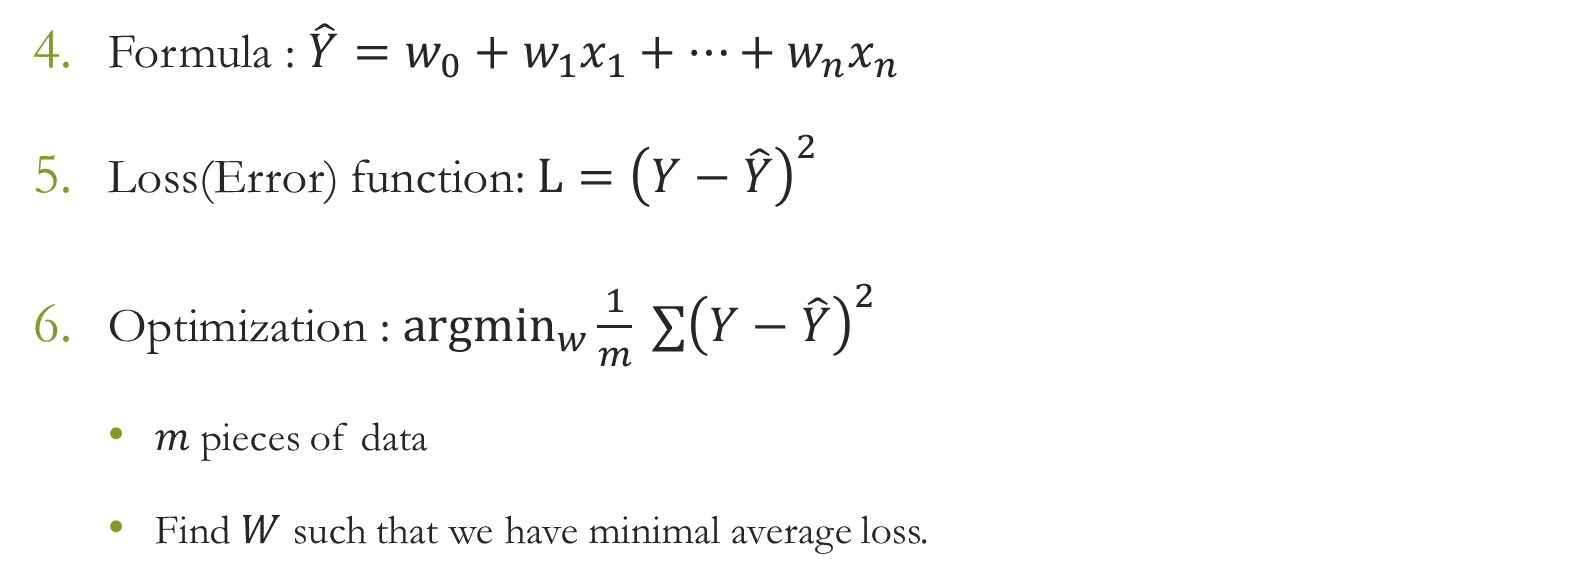 4. Formula : Ŷ = w₀ + w₁x₁ + ⋯ + wₙxₙ
5. Loss(Error) function: L = (Y − Ŷ)²
6. Optimization : argmin_w 1/m ∑(Y − Ŷ)²
• m pieces of data
• Find W such that we have minimal average loss.